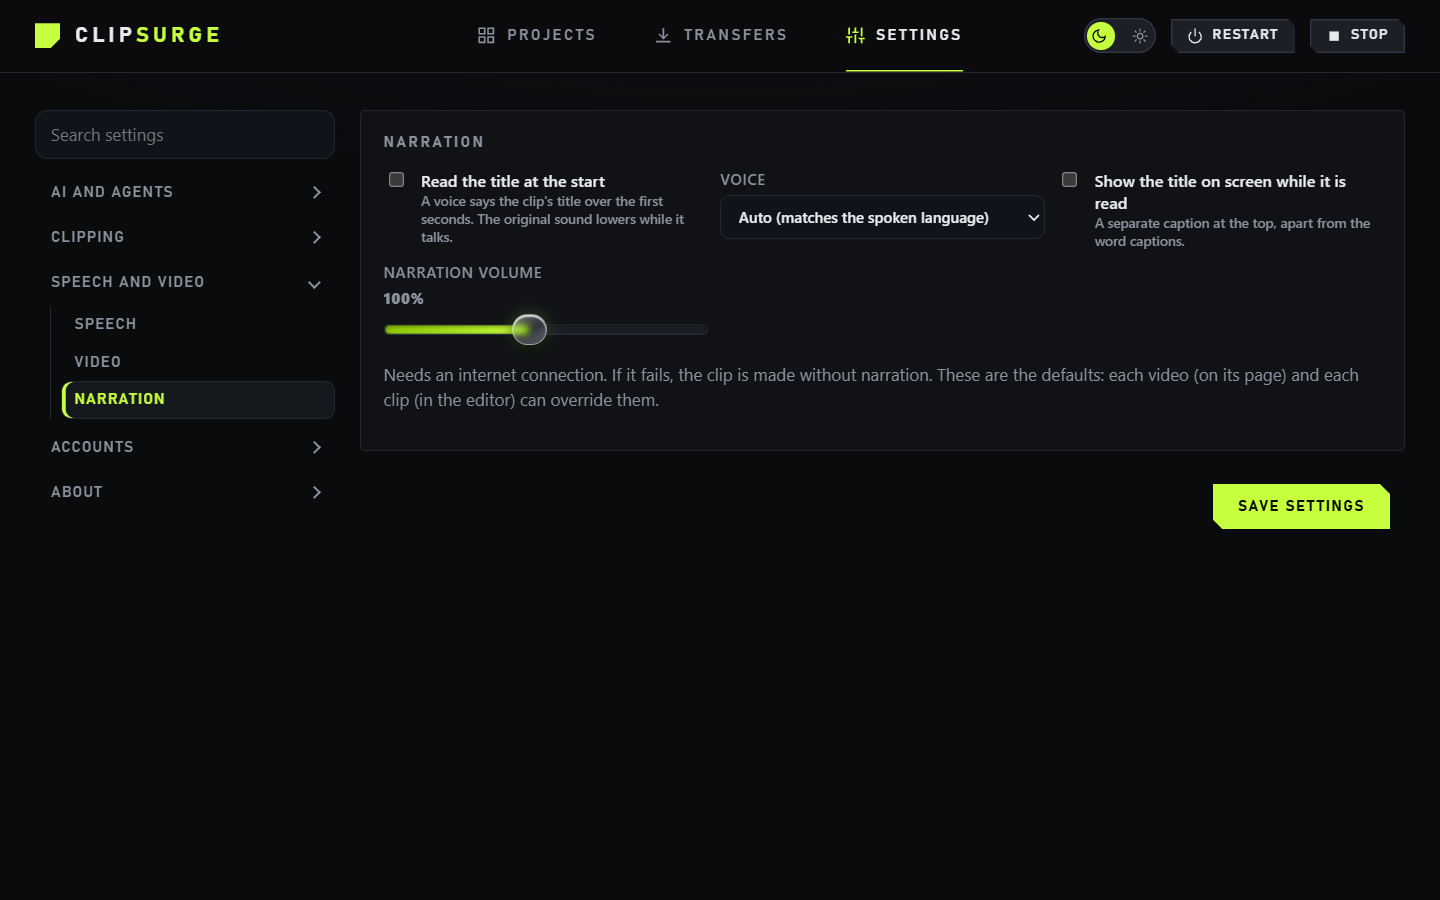 CLIPSURGE
PROJECTS
TRANSFERS
SETTINGS
RESTART
STOP
Search settings
AI AND AGENTS
CLIPPING
SPEECH AND VIDEO
SPEECH
VIDEO
NARRATION
ACCOUNTS
ABOUT
NARRATION
Read the title at the start
A voice says the clip's title over the first
seconds. The original sound lowers while it
talks.
VOICE
Auto (matches the spoken language)
Show the title on screen while it is
read
A separate caption at the top, apart from the
word captions.
NARRATION VOLUME
100%
Needs an internet connection. If it fails, the clip is made without narration. These are the defaults: each video (on its page) and each
clip (in the editor) can override them.
SAVE SETTINGS